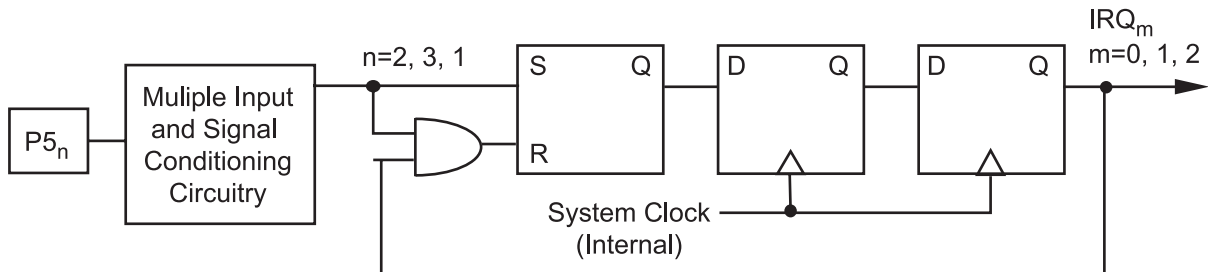 IRQm
m=0, 1, 2
n=2, 3, 1
S Q
D Q
D Q
Muliple Input
and Signal
Conditioning
Circuitry
P5n
R
System Clock
(Internal)